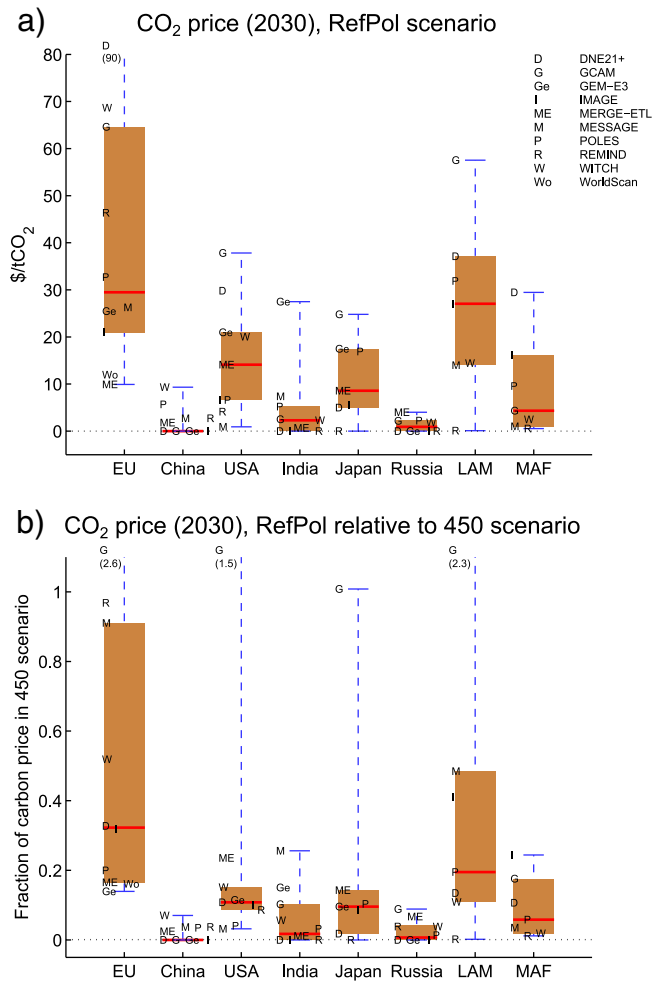 a)
CO2 price (2030), RefPol scenario
D
(90)
80
70
60
50
40
30
20
10
0
$/tCO2
D DNE21+
G GCAM
Ge GEM−E3
I IMAGE
ME MERGE−ETL
M MESSAGE
P POLES
R REMIND
W WITCH
Wo WorldScan
W
G
R
P
Ge M
I
Wo
ME
W
P
ME M R
D G Ge I
G
D
Ge W
ME
I P
R
M
Ge
M
P
G W
ME
D I R
G
Ge P
ME
D I
R
ME
G P W
D Ge I R
G
D
P
I
M W
R
D
I
P
G
W
M R
EU China USA India Japan Russia LAM MAF
b)
CO2 price (2030), RefPol relative to 450 scenario
G
(2.6)
G
(1.5)
G
(2.3)
1
0.8
0.6
0.4
0.2
0
Fraction of carbon price in 450 scenario
R
M
W
D I
P
ME Wo
Ge
W
ME M P R
D G Ge I
ME
W
D Ge I R
M P
M
Ge
G
W P
ME
D I R
G
ME
Ge I P
D
R
G
ME
R M W
P
D Ge I
M
I
P
D
W
R
I
G
D
M P
R W
EU China USA India Japan Russia LAM MAF